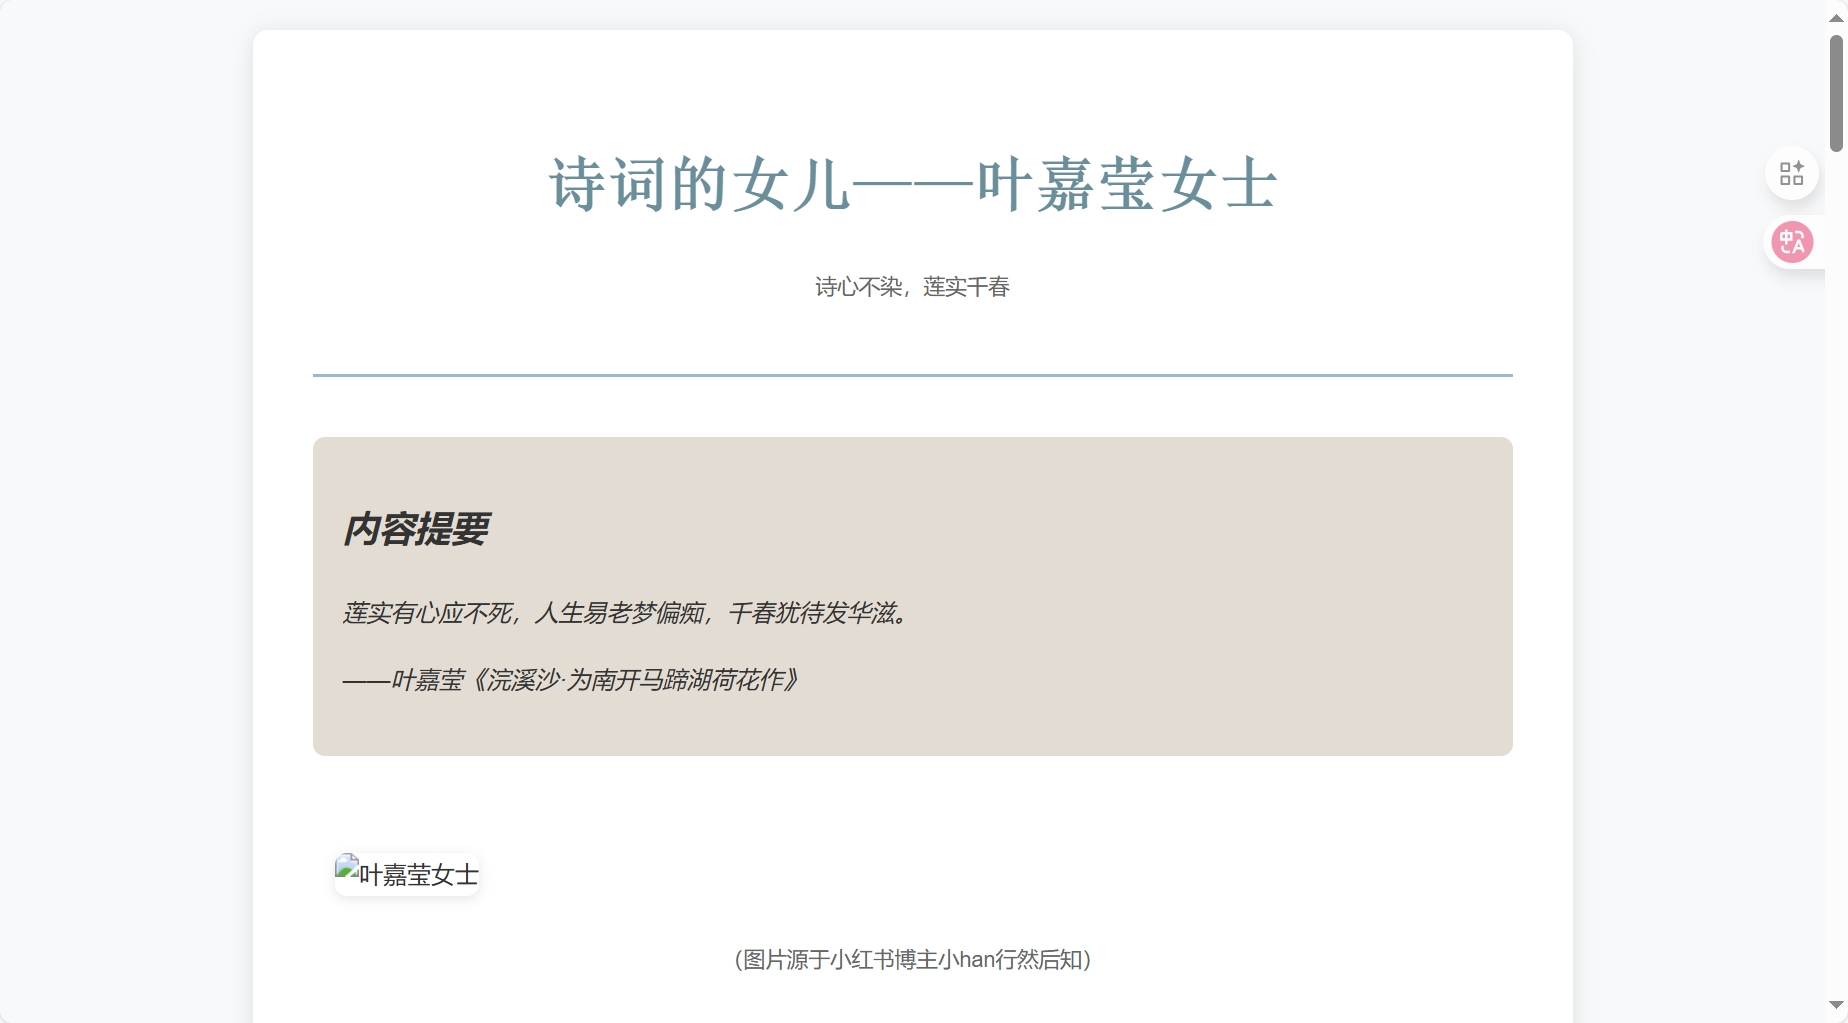 诗词的女儿——叶嘉莹女士
诗心不染，莲实千春
内容提要
莲实有心应不死，人生易老梦偏痴，千春犹待发华滋。
——叶嘉莹《浣溪沙·为南开马蹄湖荷花作》
叶嘉莹女士
（图片源于小红书博主小han行然后知）
中A